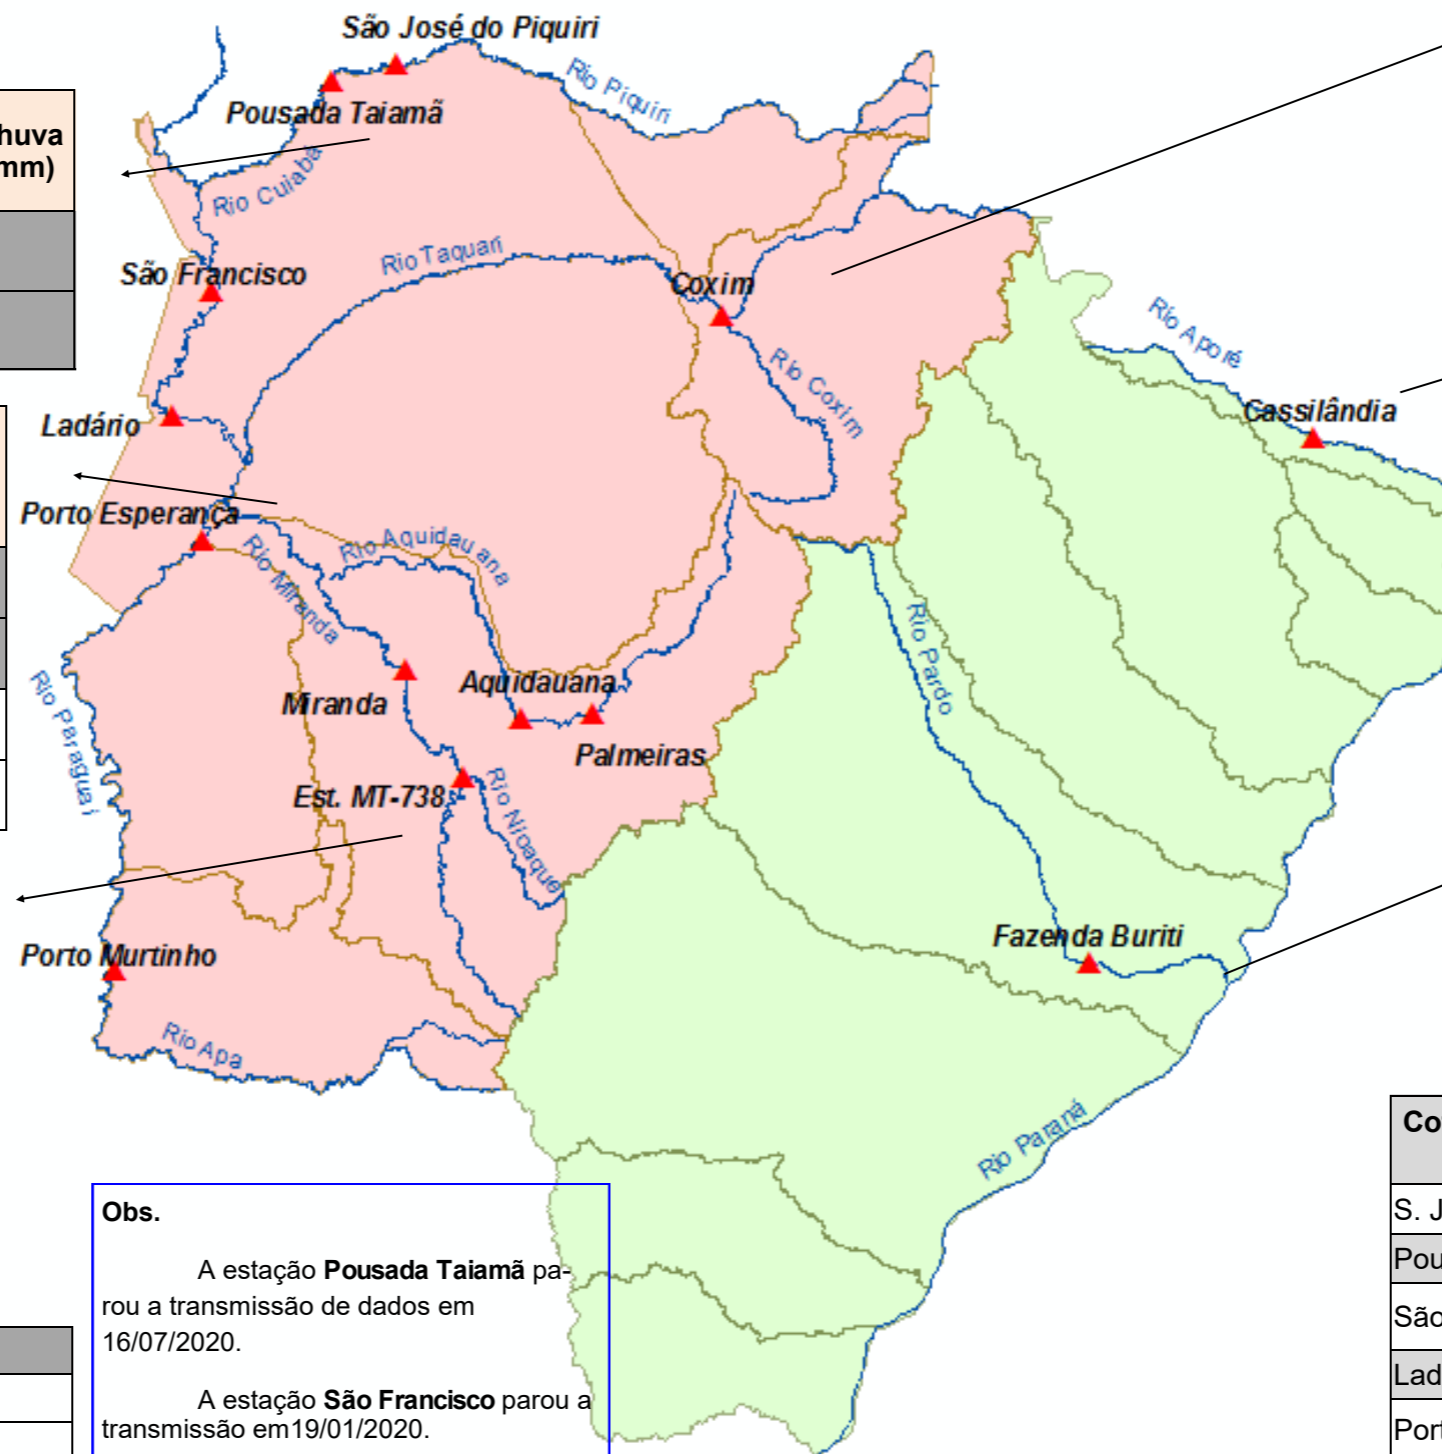 São José do Piquiri
Rio Piquiri
Pousada Taiamã
huva
mm)
Rio Cuiabá
Rio Taquari
São Francisco
Coxim
Rio Aporé
Rio Coxim
Cassilândia
Ladário
Porto Esperança
Rio Aquidauana
Rio Miranda
Rio Pardo
Rio Paraguai
Miranda
Aquidauana
Palmeiras
Est. MT-738
Rio Nioaque
Porto Murtinho
Fazenda Buriti
Rio Apa
Rio Paraná
Co
S. J
Pou
São
Lad
Port
Obs.
A estação Pousada Taiamã pa-
rou a transmissão de dados em
16/07/2020.
A estação São Francisco parou a
transmissão em19/01/2020.